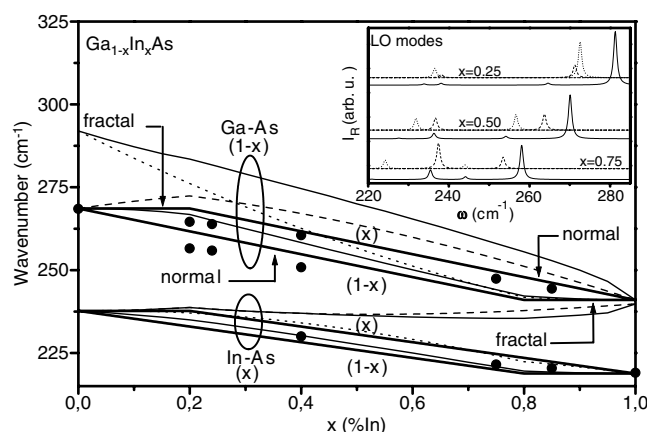 Ga1-xInxAs
LO modes
x=0.25
x=0.50
x=0.75
IR (arb. u.)
220
240
260
280
ω (cm-1)
fractal
Ga-As
(1-x)
(x)
normal
normal
(1-x)
(x)
fractal
In-As
(x)
(1-x)
325
300
275
250
225
Wavenumber (cm-1)
0,0
0,2
0,4
0,6
0,8
1,0
x (%In)